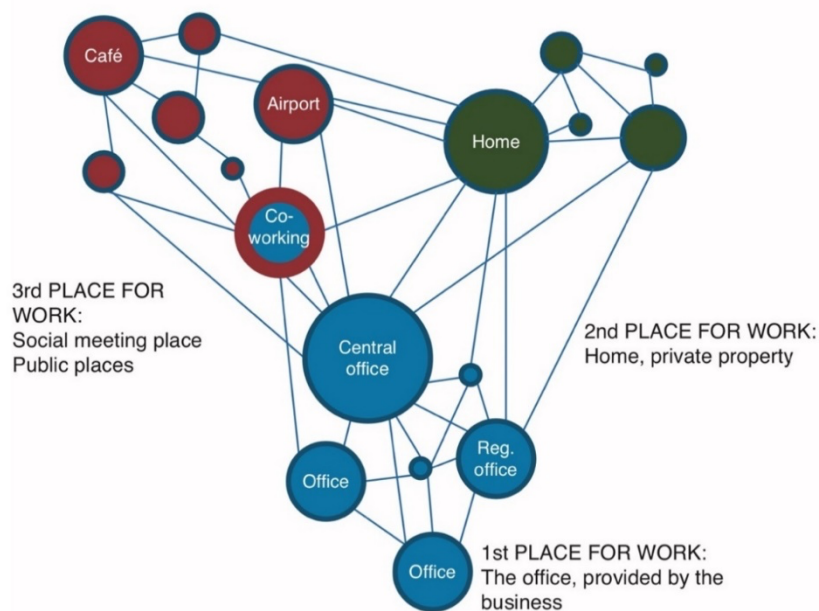 Café
Airport
Home
Co-
working
3rd PLACE FOR
WORK:
Social meeting place
Public places
2nd PLACE FOR WORK:
Home, private property
Central
office
Reg.
office
Office
Office
1st PLACE FOR WORK:
The office, provided by the
business